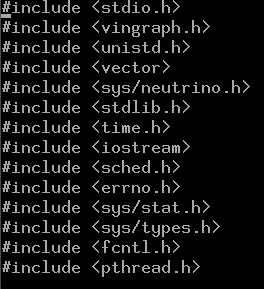 #include <stdio.h>
#include <vingraph.h>
#include <unistd.h>
#include <vector>
#include <sys/neutrino.h>
#include <stdlib.h>
#include <time.h>
#include <iostream>
#include <sched.h>
#include <errno.h>
#include <sys/stat.h>
#include <sys/types.h>
#include <fcntl.h>
#include <pthread.h>